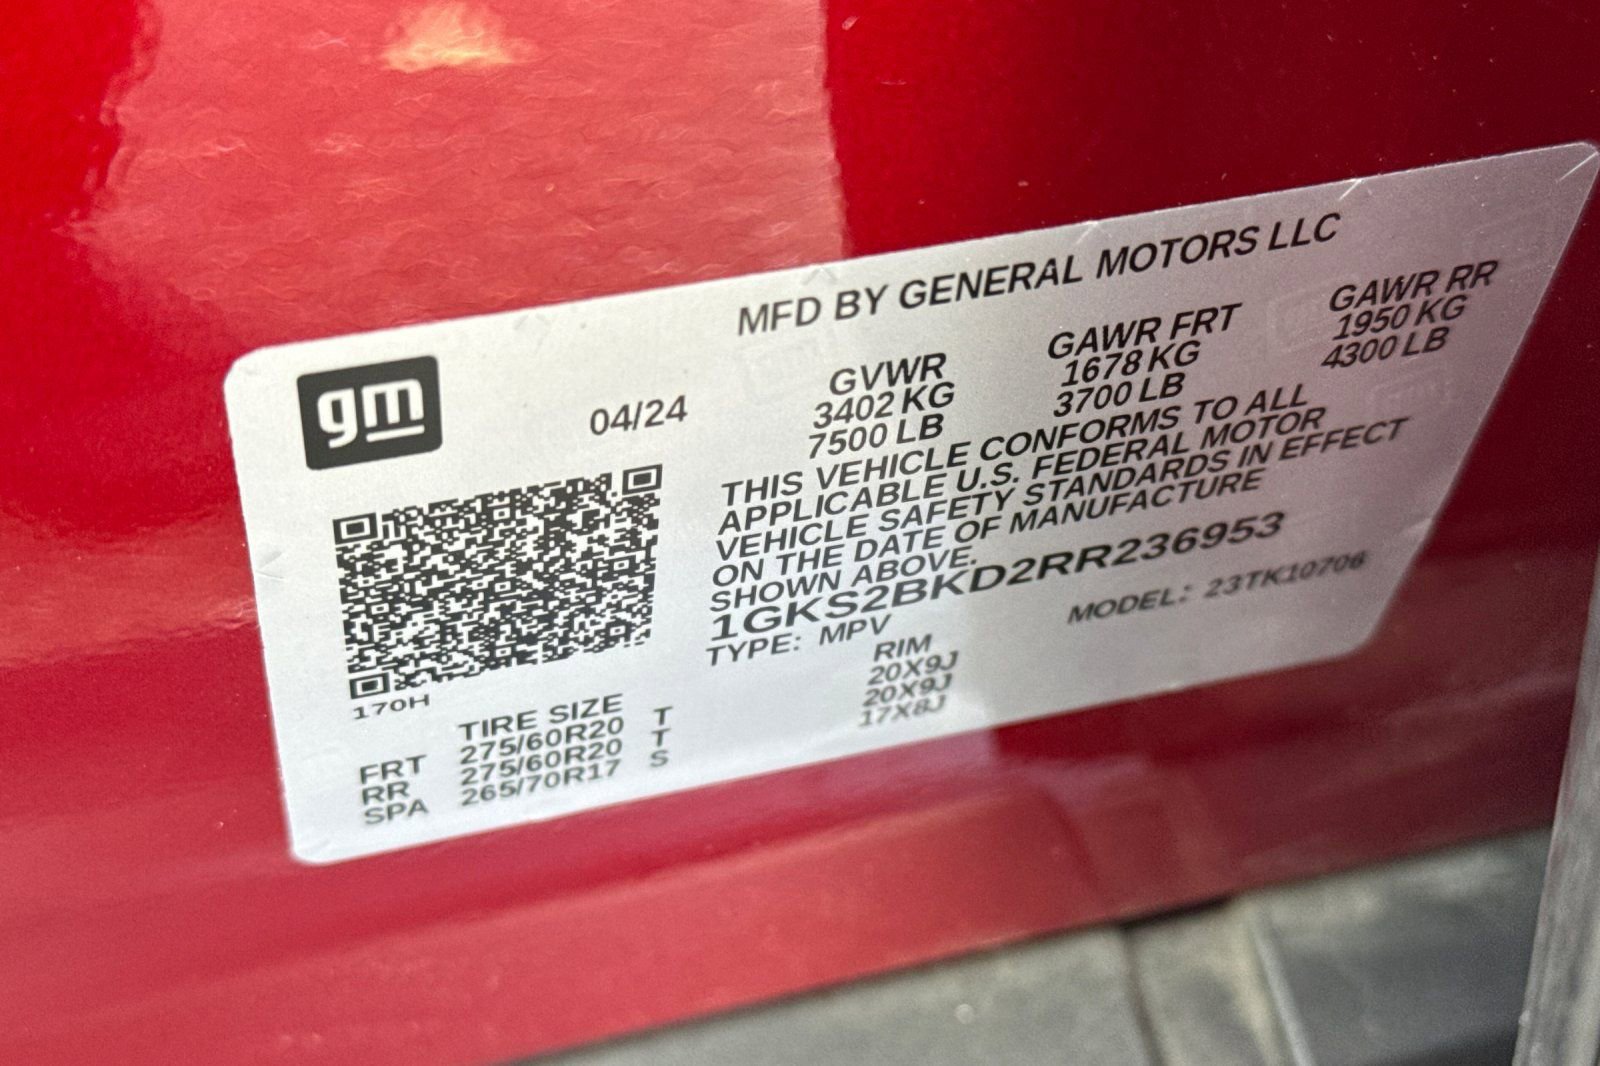 MFD BY GENERAL MOTORS LLC
gm
04/24
GVWR GAWR FRT GAWR RR
3402 KG 1678 KG 1950 KG
7500 LB 3700 LB 4300 LB
THIS VEHICLE CONFORMS TO ALL
APPLICABLE U.S. FEDERAL MOTOR
VEHICLE SAFETY STANDARDS IN EFFECT
ON THE DATE OF MANUFACTURE
SHOWN ABOVE.
1GKS2BKD2RR236953
TYPE: MPV MODEL: 23TK10706
170H
TIRE SIZE RIM
FRT 275/60R20 T 20X9J
RR 275/60R20 T 20X9J
SPA 265/70R17 S 17X8J